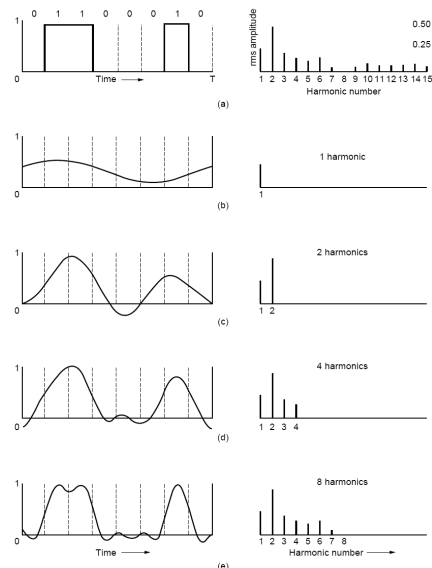 0 1 1 0 0 0 1 0
1
0
Time
T
rms amplitude
0.50
0.25
1 2 3 4 5 6 7 8 9 10 11 12 13 14 15
Harmonic number
(a)
1
0
1 harmonic
1
(b)
1
0
2 harmonics
1 2
(c)
1
0
4 harmonics
1 2 3 4
(d)
1
0
Time
8 harmonics
1 2 3 4 5 6 7 8
Harmonic number
(e)